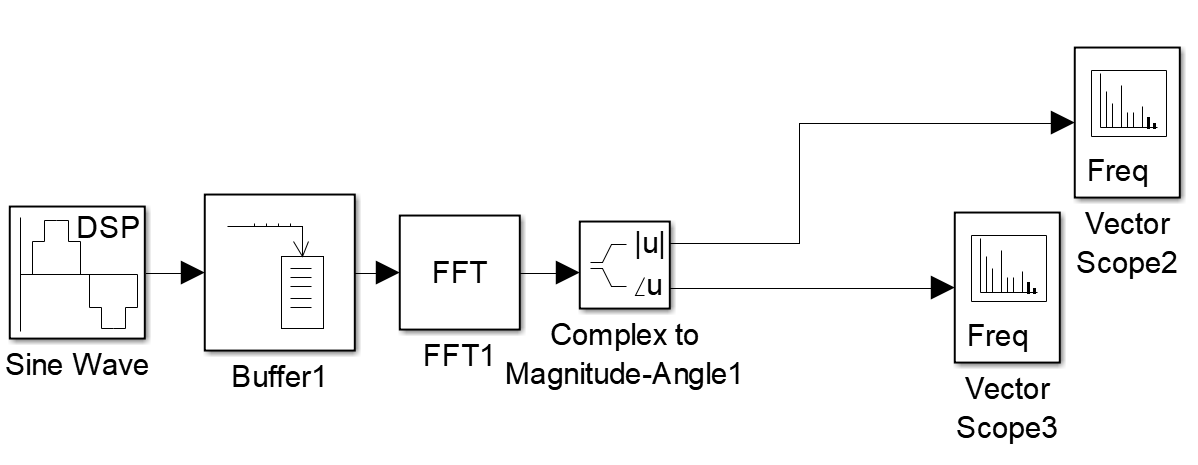 DSP
Sine Wave
Buffer1
FFT
FFT1
|u|
∠u
Complex to
Magnitude-Angle1
Freq
Vector
Scope2
Freq
Vector
Scope3